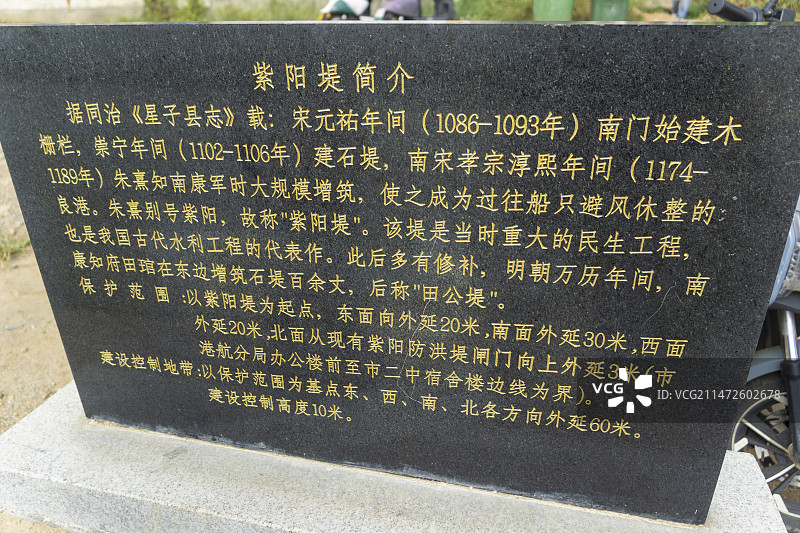 紫阳堤简介
据同治《星子县志》载：宋元祐年间（1086-1093年）南门始建木
栅栏，崇宁年间（1102-1106年）建石堤，南宋孝宗淳熙年间（1174-
1189年）朱熹知南康军时大规模增筑，使之成为过往船只避风休整的
良港。朱熹别号紫阳，故称"紫阳堤"。该堤是当时重大的民生工程，
也是我国古代水利工程的代表作。此后多有修补，明朝万历年间，南
康知府田琯在东边增筑石堤百余丈，后称"田公堤"。
保护范围：以紫阳堤为起点，东面向外延20米，南面外延30米，西面
外延20米，北面从现有紫阳防洪堤闸门向上外延3米（市
港航分局办公楼前至市二中宿合楼边线为界）。
建设控制地带：以保护范围为基点东、西、南、北各方向外延60米。
建设控制高度10米。
VCG
VCG211472602678